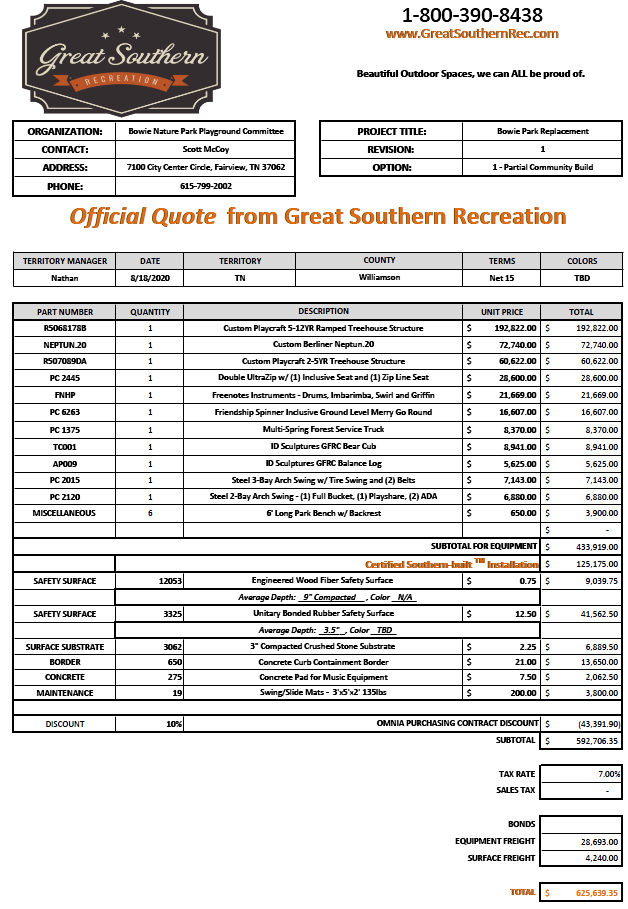 Great Southern
RECREATION
1-800-390-8438
www.GreatSouthernRec.com
Beautiful Outdoor Spaces, we can ALL be proud of.
ORGANIZATION: Bowie Nature Park Playground Committee
CONTACT: Scott McCoy
ADDRESS: 7100 City Center Circle, Fairview, TN 37062
PHONE: 615-799-2002
PROJECT TITLE: Bowie Park Replacement
REVISION: 1
OPTION: 1 - Partial Community Build
Official Quote from Great Southern Recreation
TERRITORY MANAGER DATE TERRITORY COUNTY TERMS COLORS
Nathan 8/18/2020 TN Williamson Net 15 TBD
PART NUMBER QUANTITY DESCRIPTION UNIT PRICE TOTAL
R5068178B 1 Custom Playcraft 5-12YR Ramped Treehouse Structure $ 192,822.00 $ 192,822.00
NEPTUN.20 1 Custom Berliner Neptun.20 $ 72,740.00 $ 72,740.00
R507089DA 1 Custom Playcraft 2-5YR Treehouse Structure $ 60,622.00 $ 60,622.00
PC 2445 1 Double UltraZip w/ (1) Inclusive Seat and (1) Zip Line Seat $ 28,600.00 $ 28,600.00
FNHP 1 Freenotes Instruments - Drums, Imbarimba, Swirl and Griffin $ 21,669.00 $ 21,669.00
PC 6263 1 Friendship Spinner Inclusive Ground Level Merry Go Round $ 16,607.00 $ 16,607.00
PC 1375 1 Multi-Spring Forest Service Truck $ 8,370.00 $ 8,370.00
TC001 1 ID Sculptures GFRC Bear Cub $ 8,941.00 $ 8,941.00
AP009 1 ID Sculptures GFRC Balance Log $ 5,625.00 $ 5,625.00
PC 2015 1 Steel 3-Bay Arch Swing w/ Tire Swing and (2) Belts $ 7,143.00 $ 7,143.00
PC 2120 1 Steel 2-Bay Arch Swing - (1) Full Bucket, (1) Playshare, (2) ADA $ 6,880.00 $ 6,880.00
MISCELLANEOUS 6 6' Long Park Bench w/ Backrest $ 650.00 $ 3,900.00
$ -
SUBTOTAL FOR EQUIPMENT $ 433,919.00
Certified Southern-built ™ Installation $ 125,175.00
SAFETY SURFACE 12053 Engineered Wood Fiber Safety Surface $ 0.75 $ 9,039.75
Average Depth: 9" Compacted , Color N/A
SAFETY SURFACE 3325 Unitary Bonded Rubber Safety Surface $ 12.50 $ 41,562.50
Average Depth: 3.5" , Color TBD
SURFACE SUBSTRATE 3062 3" Compacted Crushed Stone Substrate $ 2.25 $ 6,889.50
BORDER 650 Concrete Curb Containment Border $ 21.00 $ 13,650.00
CONCRETE 275 Concrete Pad for Music Equipment $ 7.50 $ 2,062.50
MAINTENANCE 19 Swing/Slide Mats - 3'x5'x2' 135lbs $ 200.00 $ 3,800.00
DISCOUNT 10% OMNIA PURCHASING CONTRACT DISCOUNT $ (43,391.90)
SUBTOTAL $ 592,706.35
TAX RATE 7.00%
SALES TAX -
BONDS
EQUIPMENT FREIGHT 28,693.00
SURFACE FREIGHT 4,240.00
TOTAL $ 625,639.35